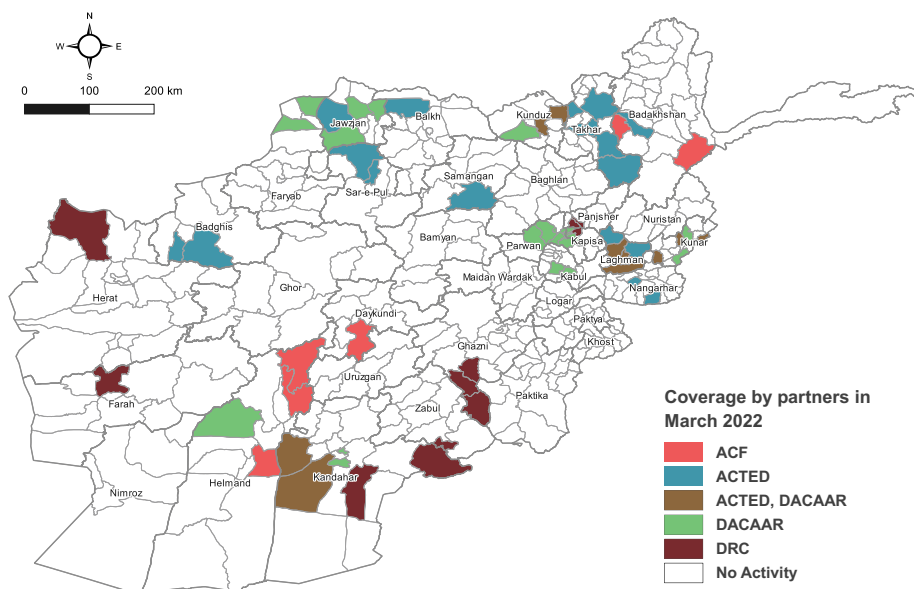 N
W E
S
0 100 200 km
Jawzjan
Balkh
Kunduz
Takhar
Badakhshan
Faryab
Sar-e-Pul
Samangan
Baghlan
Badghis
Bamyan
Parwan
Panjsher
Kapisa
Nuristan
Laghman
Kunar
Herat
Ghor
Maidan Wardak
Kabul
Nangarhar
Logar
Daykundi
Paktya
Khost
Ghazni
Uruzgan
Farah
Zabul
Paktika
Nimroz
Helmand
Kandahar
Coverage by partners in
March 2022
ACF
ACTED
ACTED, DACAAR
DACAAR
DRC
No Activity